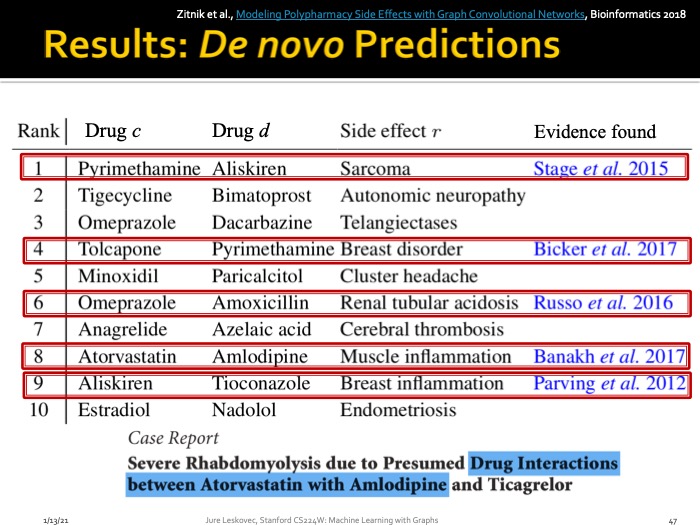 Zitnik et al., Modeling Polypharmacy Side Effects with Graph Convolutional Networks, Bioinformatics 2018
Results: De novo Predictions
Rank Drug c Drug d Side effect r Evidence found
1 Pyrimethamine Aliskiren Sarcoma Stage et al. 2015
2 Tigecycline Bimatoprost Autonomic neuropathy
3 Omeprazole Dacarbazine Telangiectases
4 Tolcapone Pyrimethamine Breast disorder Bicker et al. 2017
5 Minoxidil Paricalcitol Cluster headache
6 Omeprazole Amoxicillin Renal tubular acidosis Russo et al. 2016
7 Anagrelide Azelaic acid Cerebral thrombosis
8 Atorvastatin Amlodipine Muscle inflammation Banakh et al. 2017
9 Aliskiren Tioconazole Breast inflammation Parving et al. 2012
10 Estradiol Nadolol Endometriosis
Case Report
Severe Rhabdomyolysis due to Presumed Drug Interactions
between Atorvastatin with Amlodipine and Ticagrelor
1/13/21 Jure Leskovec, Stanford CS224W: Machine Learning with Graphs 47